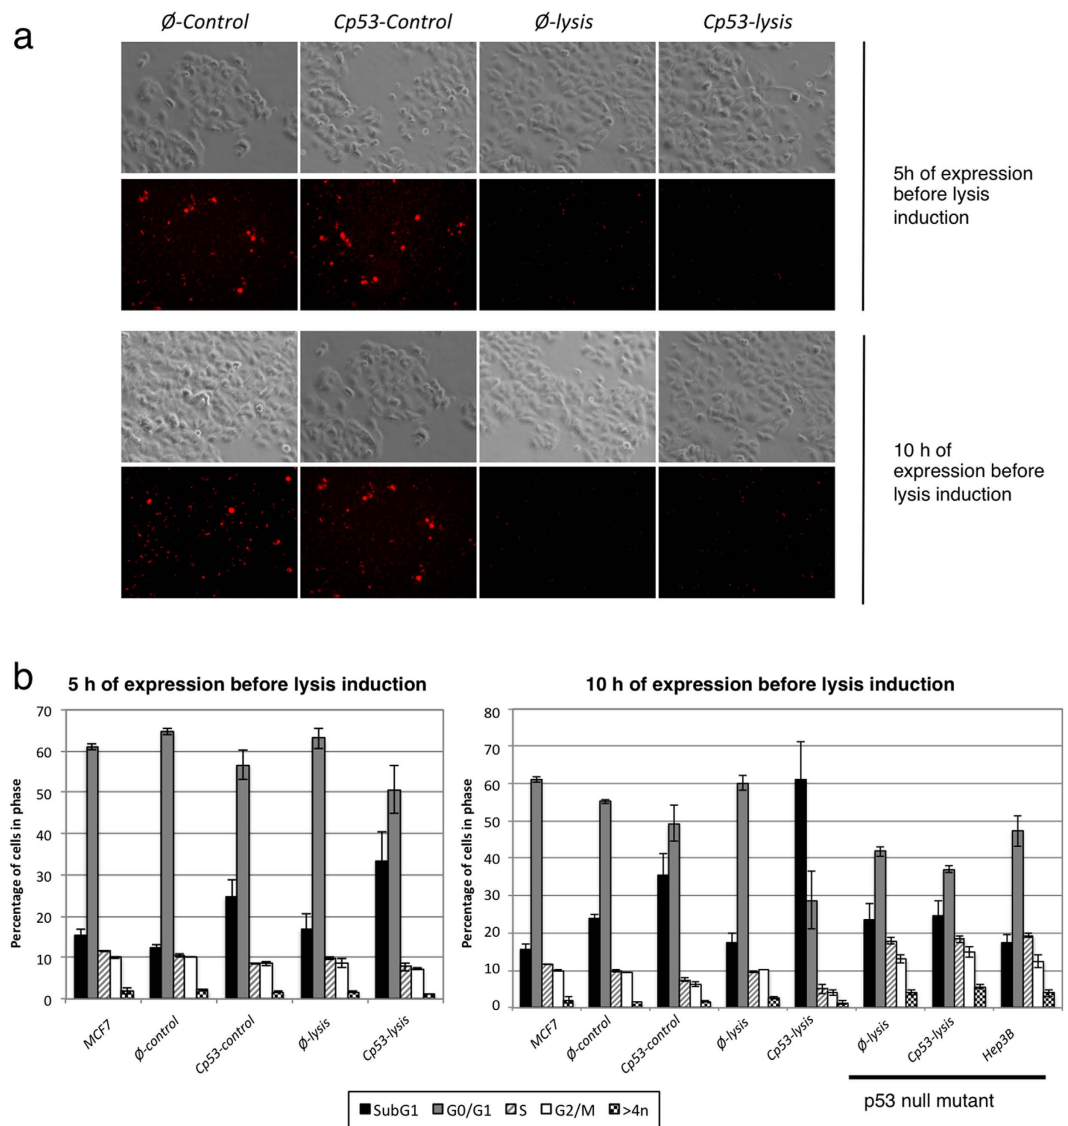 a
Ø-Control
Cp53-Control
Ø-lysis
Cp53-lysis
5h of expression
before lysis
induction
10 h of
expression before
lysis induction
b
5 h of expression before lysis induction
Percentage of cells in phase
70
60
50
40
30
20
10
0
MCF7
Ø-control
Cp53-control
Ø-lysis
Cp53-lysis
10 h of expression before lysis induction
Percentage of cells in phase
80
70
60
50
40
30
20
10
0
MCF7
Ø-control
Cp53-control
Ø-lysis
Cp53-lysis
Ø-lysis
Cp53-lysis
Hep3B
p53 null mutant
SubG1 G0/G1 S G2/M >4n